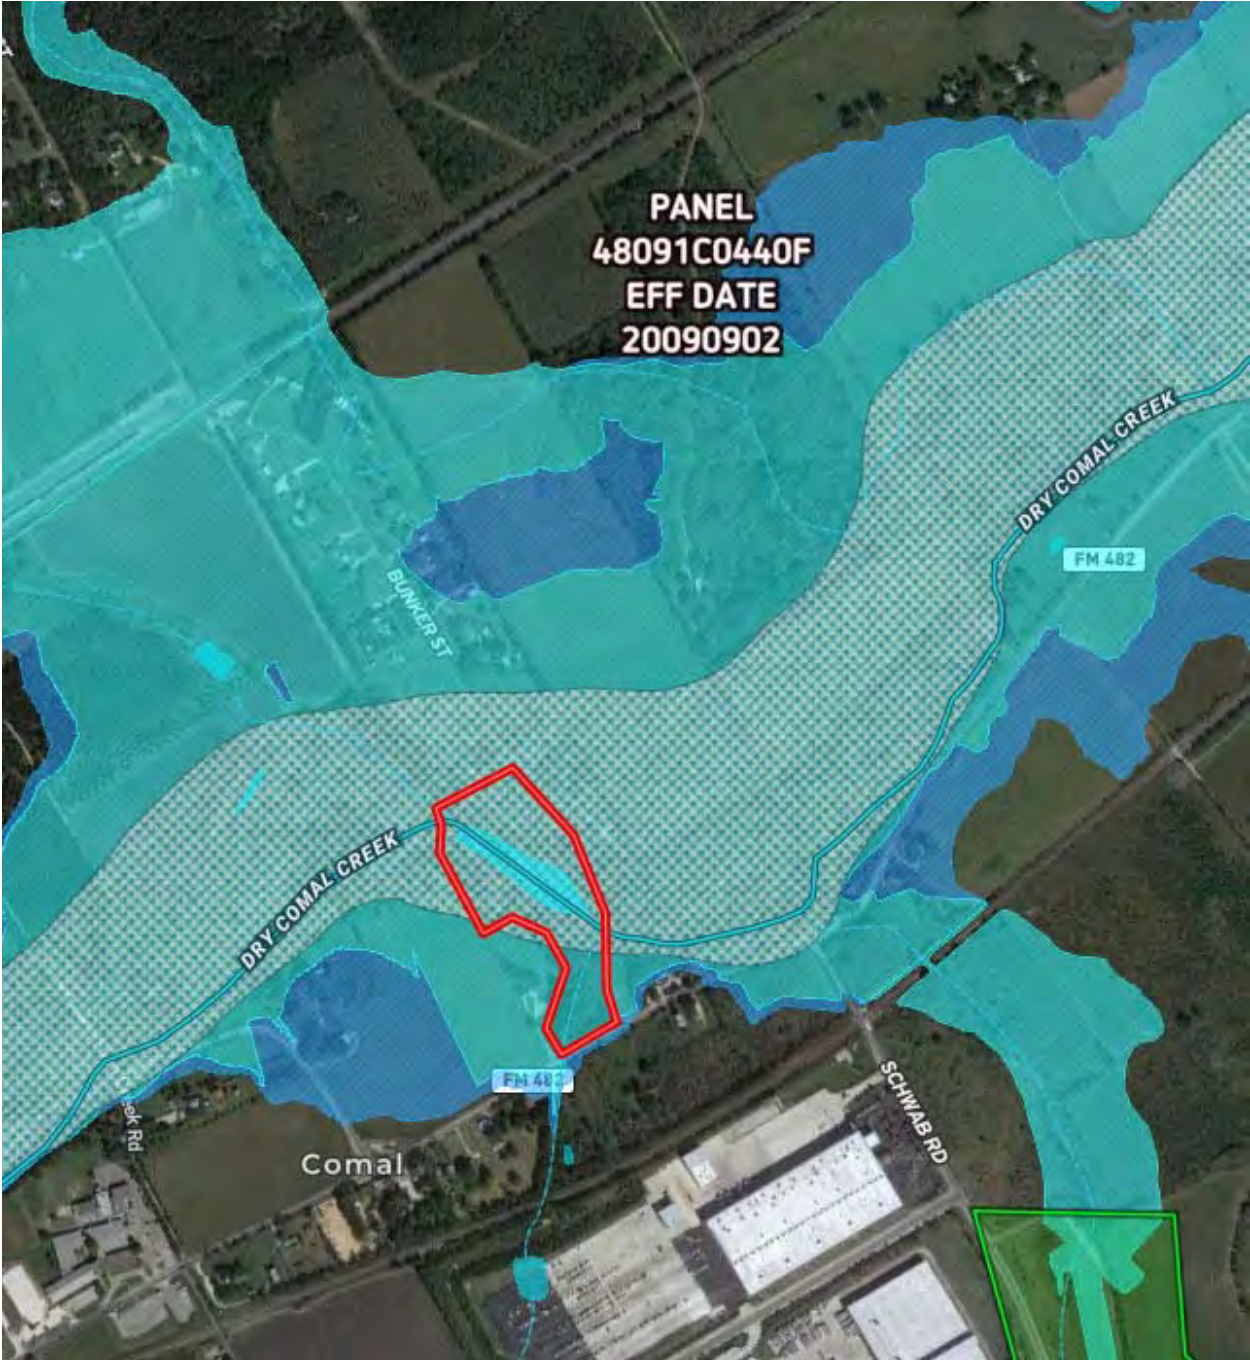 PANEL
48091C0440F
EFF DATE
20090902
DRY COMAL CREEK
FM 482
BUNKER ST
DRY COMAL CREEK
FM 482
SCHWAB RD
Comal